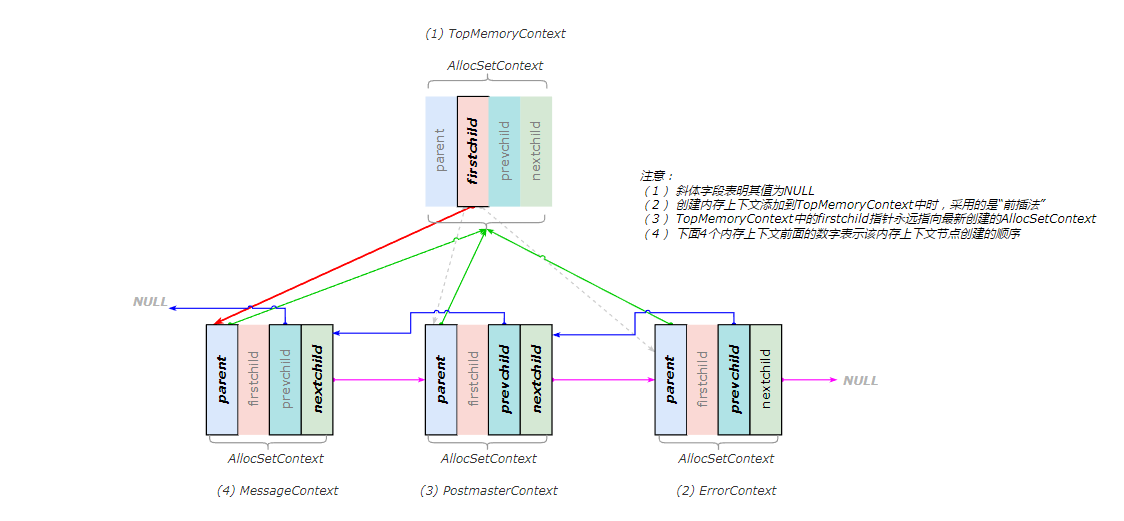 (1) TopMemoryContext
AllocSetContext
parent
firstchild
prevchild
nextchild
注意：
（１） 斜体字段表明其值为NULL
（２） 创建内存上下文添加到TopMemoryContext中时，采用的是“前插法”
（３） TopMemoryContext中的firstchild指针永远指向最新创建的AllocSetContext
（４） 下面4个内存上下文前面的数字表示该内存上下文节点创建的顺序
NULL
parent
firstchild
prevchild
nextchild
parent
firstchild
prevchild
nextchild
parent
firstchild
prevchild
nextchild
NULL
AllocSetContext
AllocSetContext
AllocSetContext
(4) MessageContext
(3) PostmasterContext
(2) ErrorContext